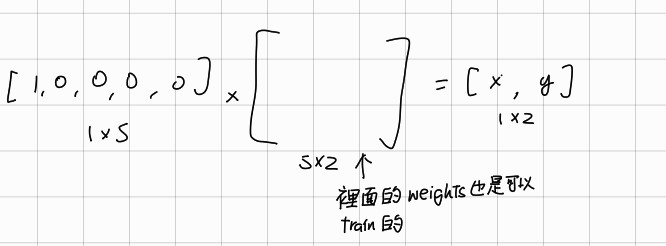 [1,0,0,0,0] × [ ] = [x, y]
1×5
5×2
1×2
裡面的 weights 也是可以
train 的